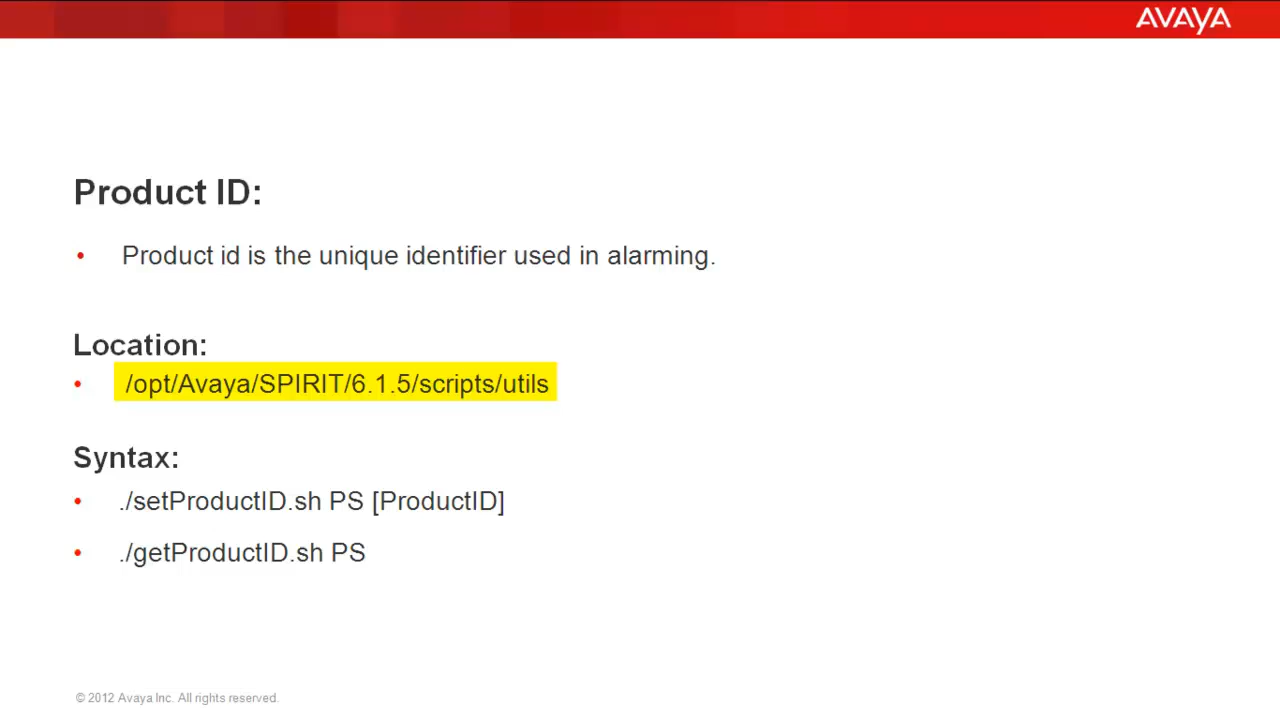 AVAYA
Product ID:
• Product id is the unique identifier used in alarming.
Location:
• /opt/Avaya/SPIRIT/6.1.5/scripts/utils
Syntax:
• ./setProductID.sh PS [ProductID]
• ./getProductID.sh PS
© 2012 Avaya Inc. All rights reserved.